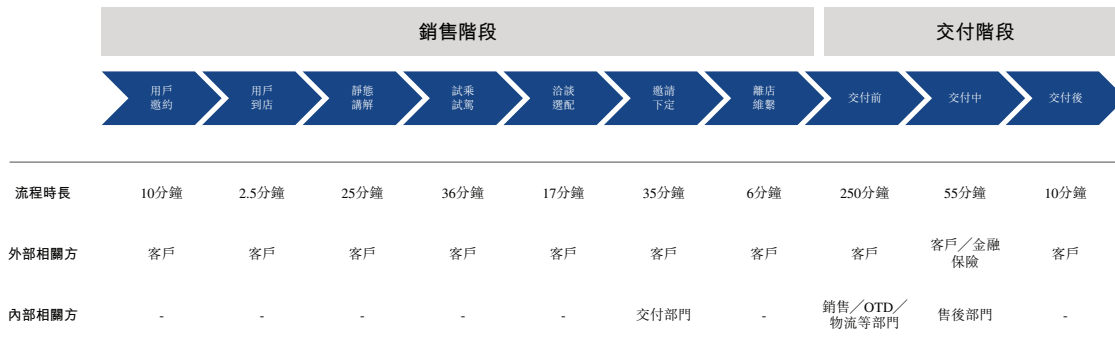 銷售階段
交付階段
用戶
邀約
用戶
到店
靜態
講解
試乘
試駕
洽談
選配
邀請
下定
離店
維繫
交付前
交付中
交付後
流程時長 10分鐘 2.5分鐘 25分鐘 36分鐘 17分鐘 35分鐘 6分鐘 250分鐘 55分鐘 10分鐘
外部相關方 客戶 客戶 客戶 客戶 客戶 客戶 客戶 客戶
客戶／金融
保險
客戶
內部相關方 - - - - - 交付部門 -
銷售／OTD／
物流等部門
售後部門 -